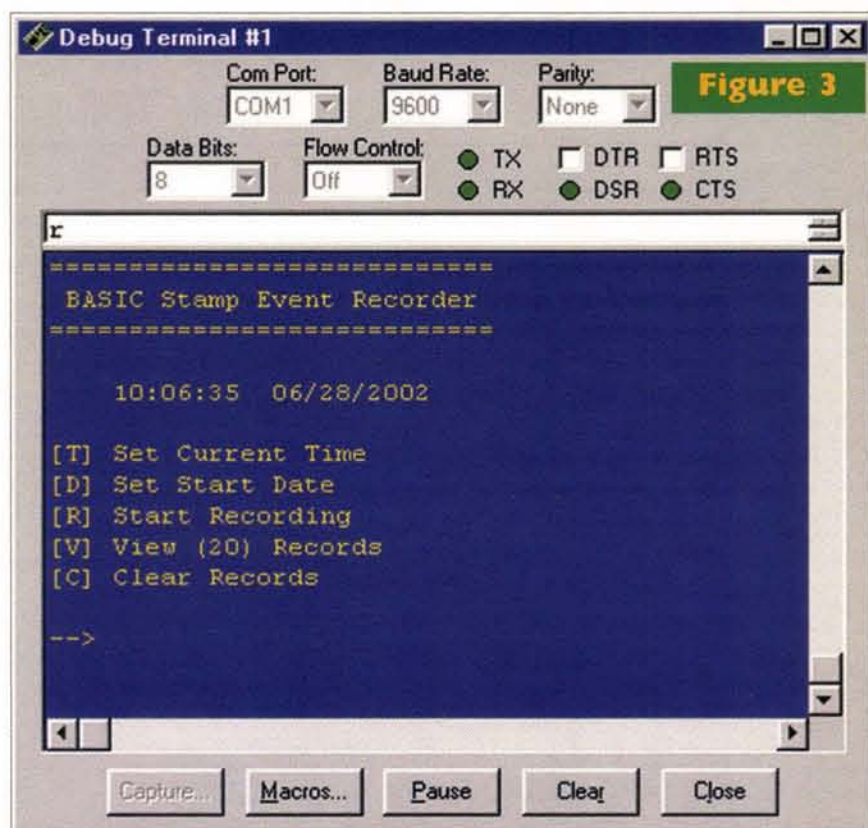 Debug Terminal #1
Com Port: Baud Rate: Parity:
COM1 9600 None
Figure 3
Data Bits: Flow Control:
8 Off
TX DTR RTS
RX DSR CTS
r
============================
BASIC Stamp Event Recorder
============================
10:06:35 06/28/2002
[T] Set Current Time
[D] Set Start Date
[R] Start Recording
[V] View (20) Records
[C] Clear Records
-->
Capture... Macros... Pause Clear Close